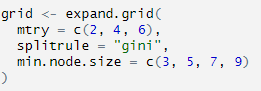 grid <- expand.grid(
  mtry = c(2, 4, 6),
  splitrule = "gini",
  min.node.size = c(3, 5, 7, 9)
)